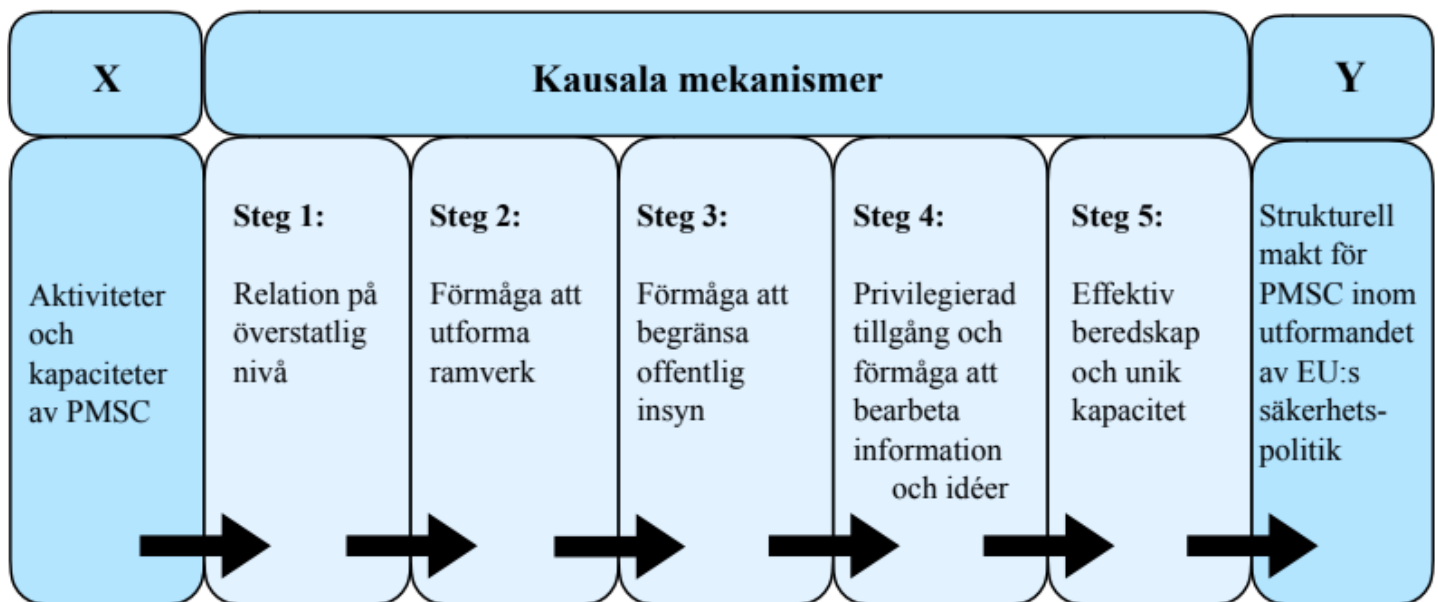 X
Kausala mekanismer
Y
Aktiviteter
och
kapaciteter
av PMSC
Steg 1:
Relation på
överstatlig
nivå
Steg 2:
Förmåga att
utforma
ramverk
Steg 3:
Förmåga att
begränsa
offentlig
insyn
Steg 4:
Privilegierad
tillgång och
förmåga att
bearbeta
information
och idéer
Steg 5:
Effektiv
beredskap
och unik
kapacitet
Strukturell
makt för
PMSC inom
utformandet
av EU:s
säkerhets-
politik